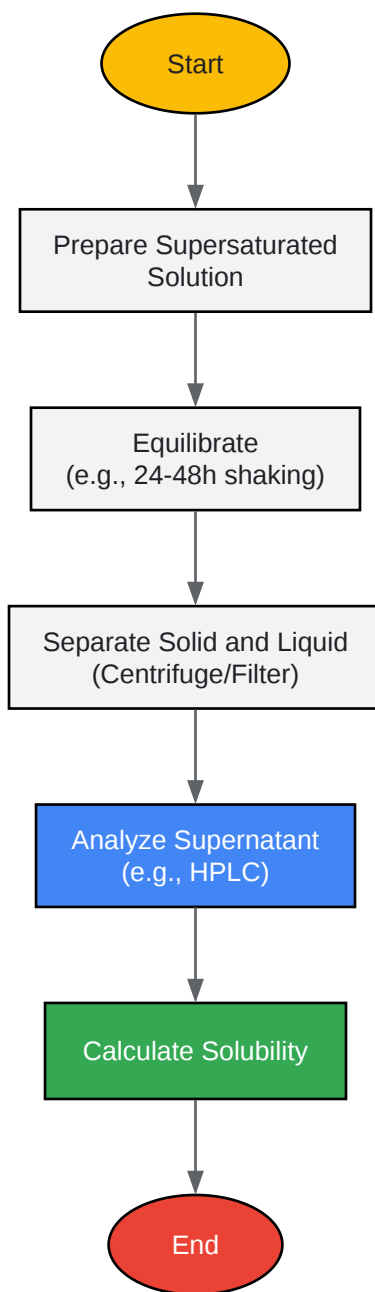 Start
Prepare Supersaturated
Solution
Equilibrate
(e.g., 24-48h shaking)
Separate Solid and Liquid
(Centrifuge/Filter)
Analyze Supernatant
(e.g., HPLC)
Calculate Solubility
End